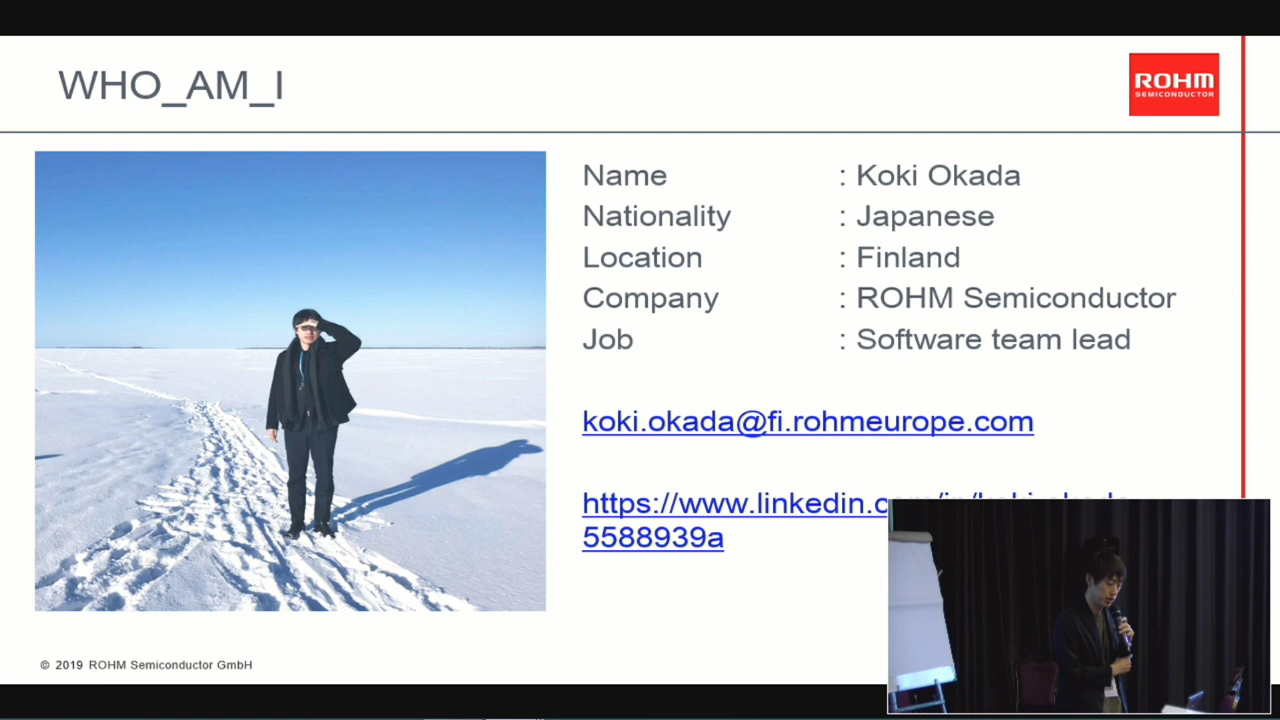 WHO_AM_I
ROHM
SEMICONDUCTOR
Name : Koki Okada
Nationality : Japanese
Location : Finland
Company : ROHM Semiconductor
Job : Software team lead
koki.okada@fi.rohmeurope.com
https://www.linkedin.com/in/koki-okada-
5588939a
© 2019 ROHM Semiconductor GmbH